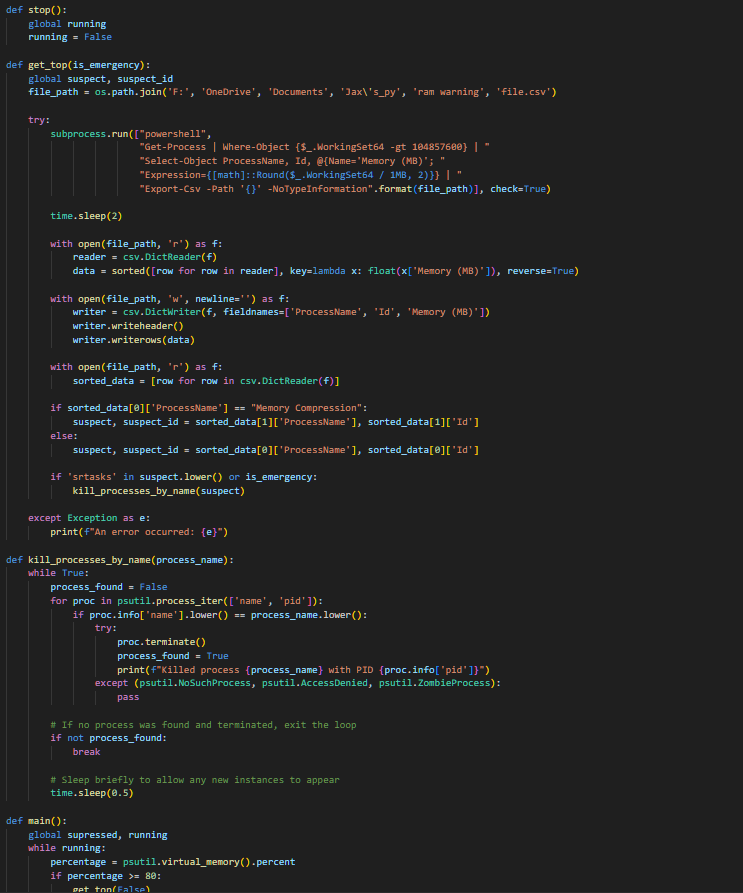 def stop():
    global running
    running = False

def get_top(is_emergency):
    global suspect, suspect_id
    file_path = os.path.join('F:', 'OneDrive', 'Documents', 'Jax\'s_py', 'ram warning', 'file.csv')

    try:
        subprocess.run(["powershell",
                        "Get-Process | Where-Object {$_.WorkingSet64 -gt 104857600} | "
                        "Select-Object ProcessName, Id, @{Name='Memory (MB)'; "
                        "Expression={[math]::Round($_.WorkingSet64 / 1MB, 2)}} | "
                        "Export-Csv -Path '{}' -NoTypeInformation".format(file_path)], check=True)

        time.sleep(2)

        with open(file_path, 'r') as f:
            reader = csv.DictReader(f)
            data = sorted([row for row in reader], key=lambda x: float(x['Memory (MB)']), reverse=True)

        with open(file_path, 'w', newline='') as f:
            writer = csv.DictWriter(f, fieldnames=['ProcessName', 'Id', 'Memory (MB)'])
            writer.writeheader()
            writer.writerows(data)

        with open(file_path, 'r') as f:
            sorted_data = [row for row in csv.DictReader(f)]

        if sorted_data[0]['ProcessName'] == "Memory Compression":
            suspect, suspect_id = sorted_data[1]['ProcessName'], sorted_data[1]['Id']
        else:
            suspect, suspect_id = sorted_data[0]['ProcessName'], sorted_data[0]['Id']

        if 'srtasks' in suspect.lower() or is_emergency:
            kill_processes_by_name(suspect)

    except Exception as e:
        print(f"An error occurred: {e}")

def kill_processes_by_name(process_name):
    while True:
        process_found = False
        for proc in psutil.process_iter(['name', 'pid']):
            if proc.info['name'].lower() == process_name.lower():
                try:
                    proc.terminate()
                    process_found = True
                    print(f"Killed process {process_name} with PID {proc.info['pid']}")
                except (psutil.NoSuchProcess, psutil.AccessDenied, psutil.ZombieProcess):
                    pass

        # If no process was found and terminated, exit the loop
        if not process_found:
            break

        # Sleep briefly to allow any new instances to appear
        time.sleep(0.5)

def main():
    global supressed, running
    while running:
        percentage = psutil.virtual_memory().percent
        if percentage >= 80:
            get_top(False)